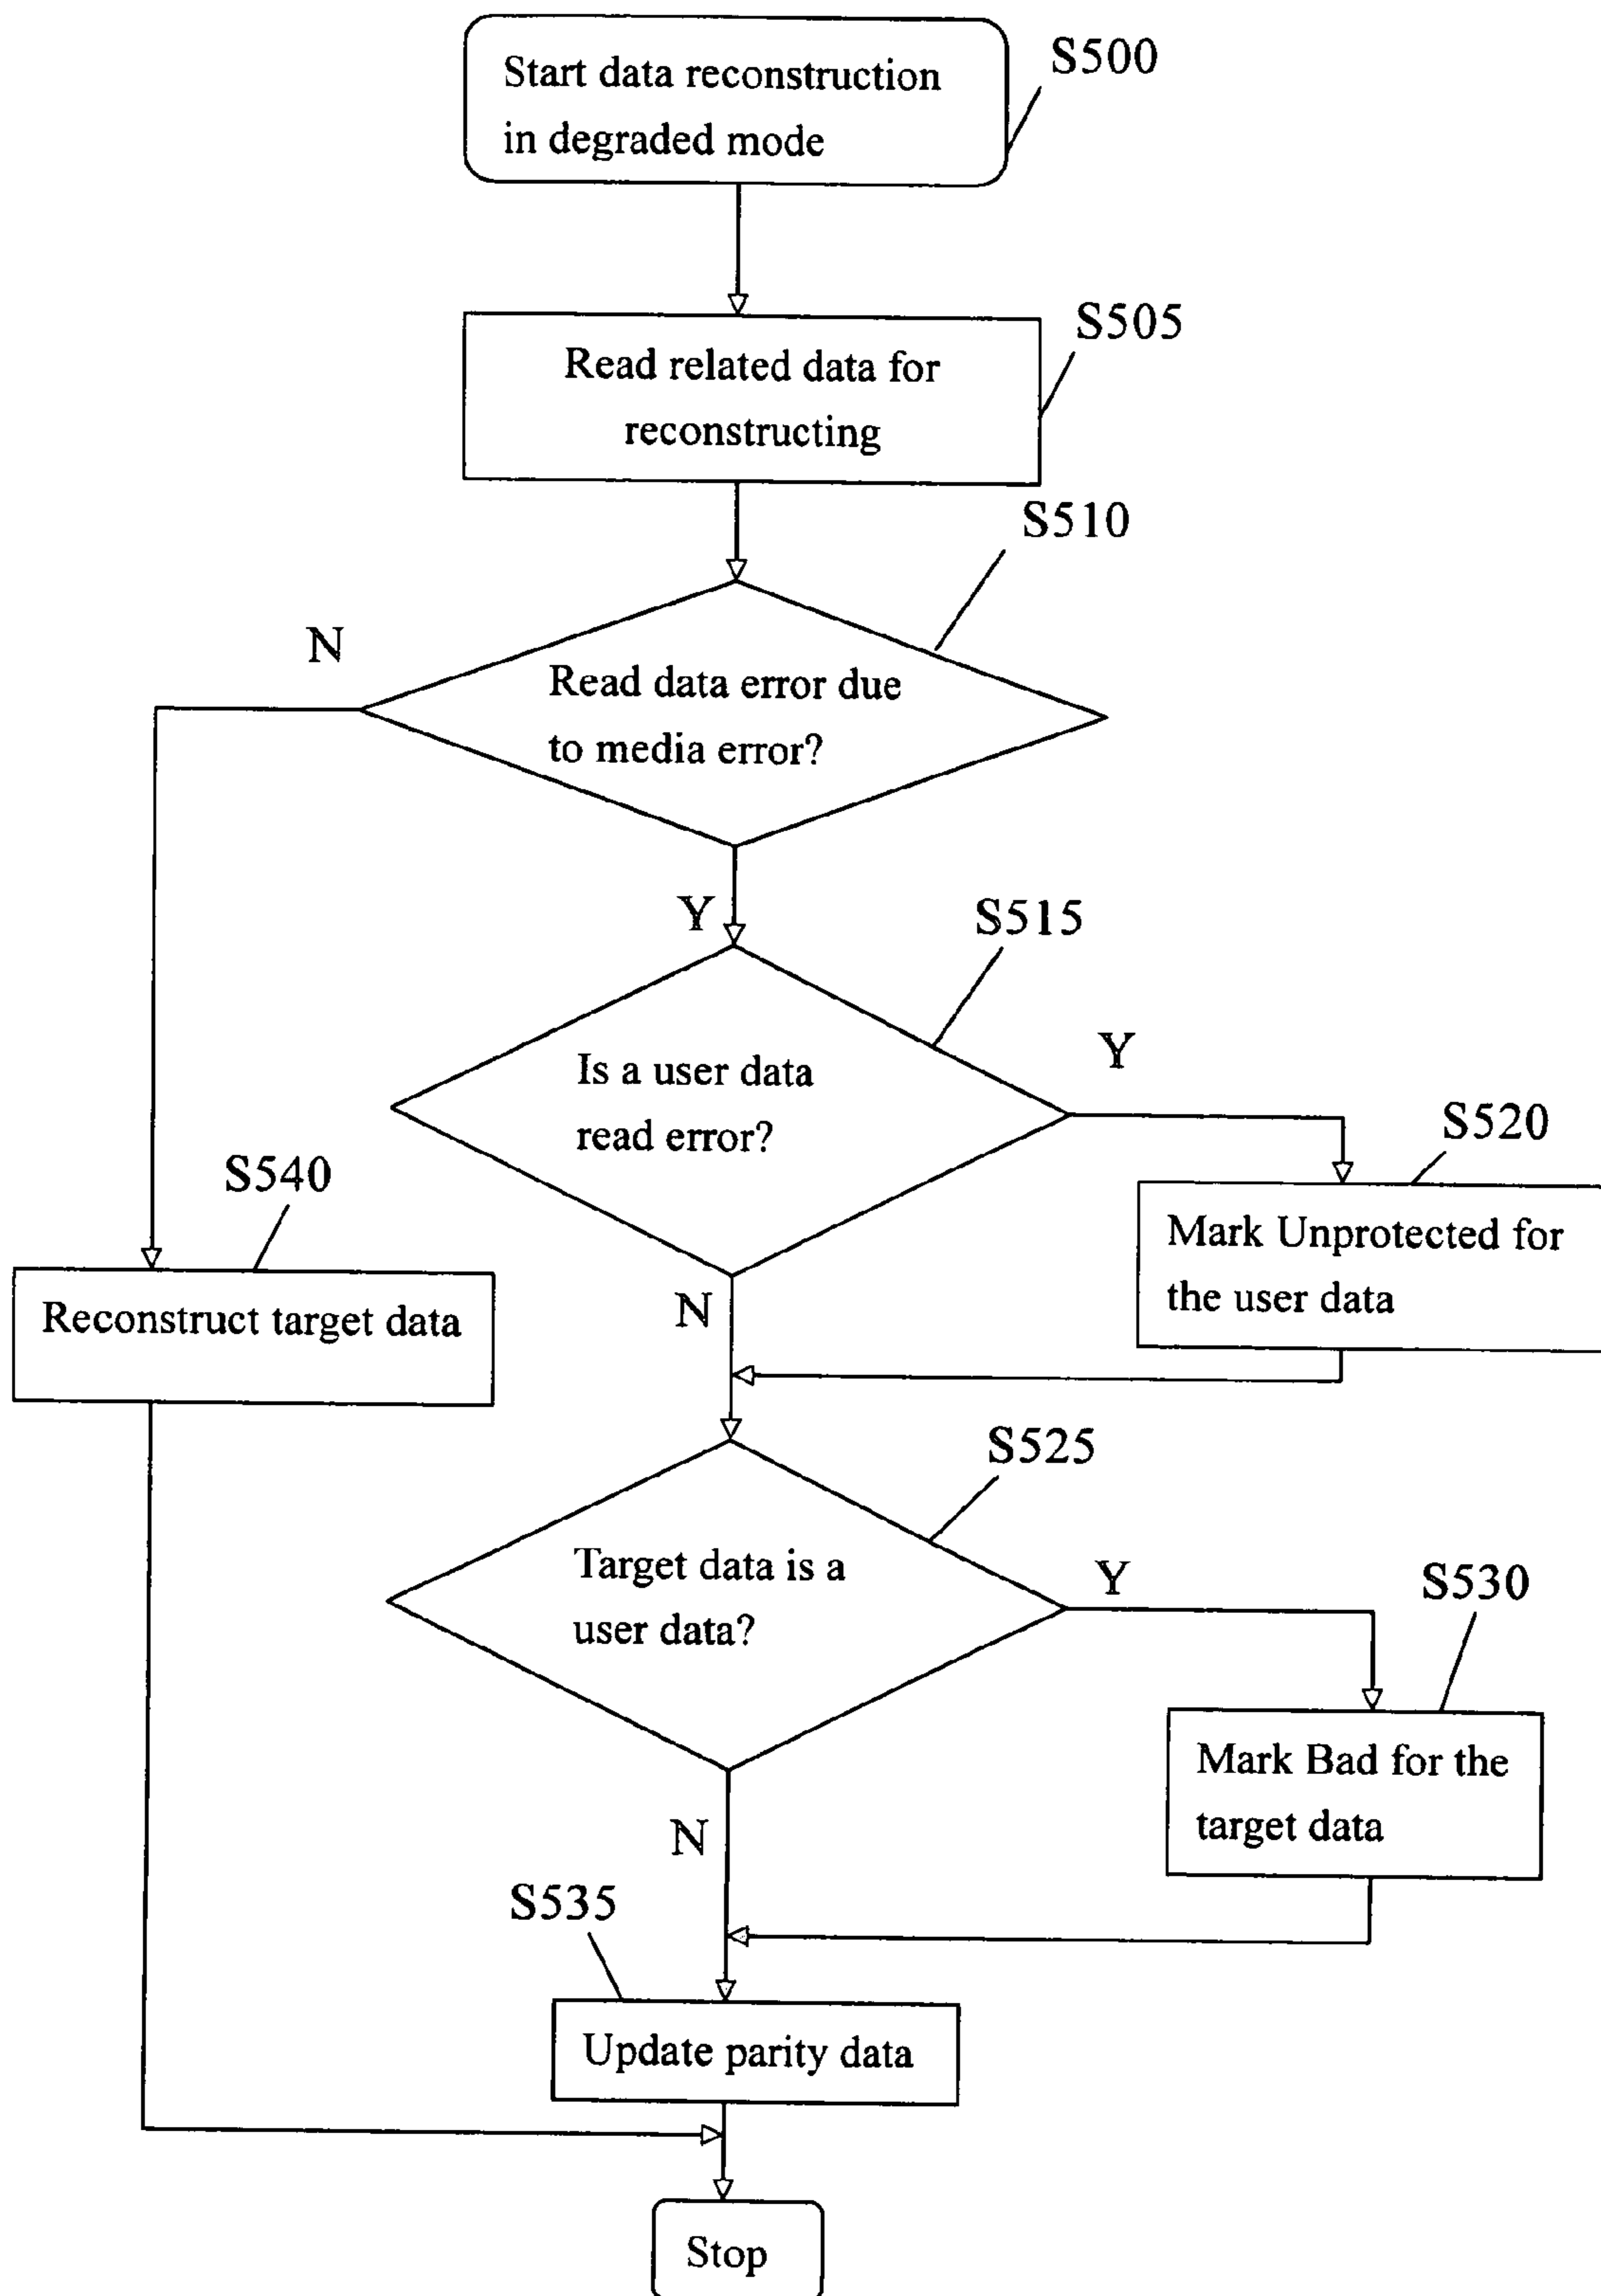 Start data reconstruction
in degraded mode
S500
Read related data for
reconstructing
S505
S510
N
Read data error due
to media error?
Y
S515
Is a user data
read error?
Y
S520
Mark Unprotected for
the user data
S540
Reconstruct target data
N
S525
Target data is a
user data?
Y
S530
Mark Bad for the
target data
N
S535
Update parity data
Stop